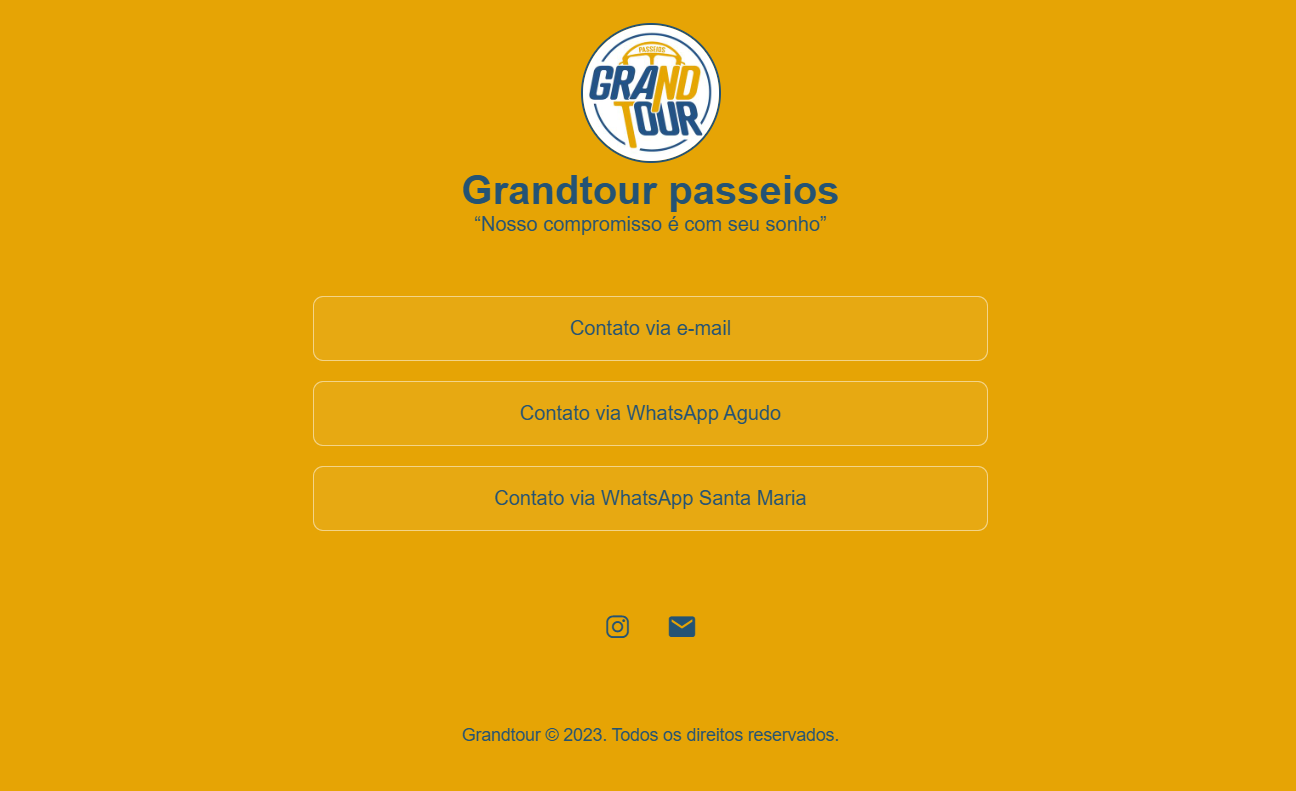 PASSEIOS
GRAND
TOUR
Grandtour passeios
“Nosso compromisso é com seu sonho”
Contato via e-mail
Contato via WhatsApp Agudo
Contato via WhatsApp Santa Maria
Grandtour © 2023. Todos os direitos reservados.